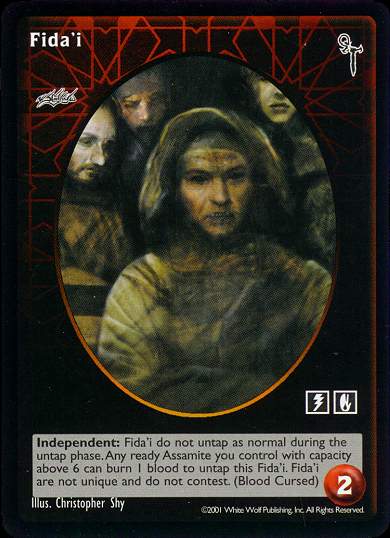 Fida'i
Independent: Fida'i do not untap as normal during the
untap phase. Any ready Assamite you control with capacity
above 6 can burn 1 blood to untap this Fida'i. Fida'i
are not unique and do not contest. (Blood Cursed)
2
Illus. Christopher Shy
©2001 White Wolf Publishing, Inc. All Rights Reserved.